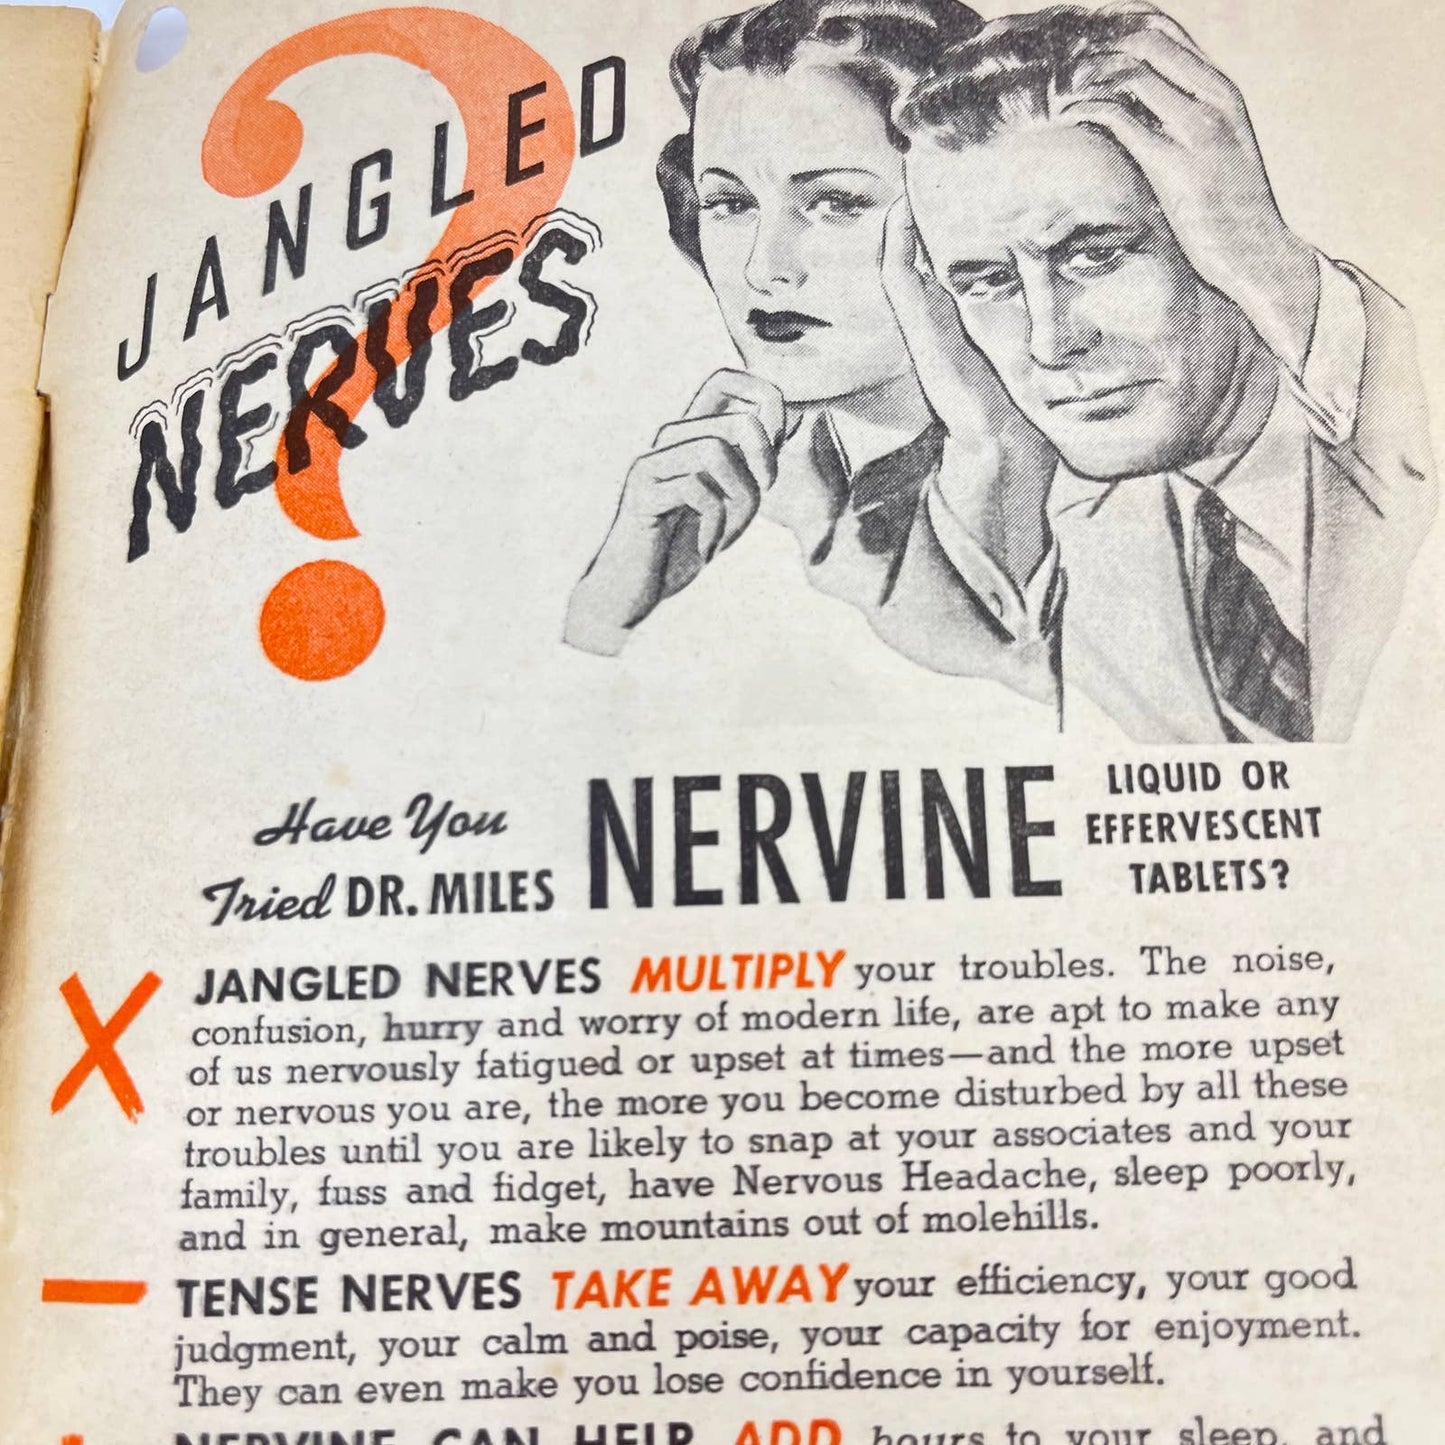 JANGLED
NERVES
?
Have You
Tried DR. MILES NERVINE
LIQUID OR
EFFERVESCENT
TABLETS?
X JANGLED NERVES MULTIPLY your troubles. The noise,
confusion, hurry and worry of modern life, are apt to make any
of us nervously fatigued or upset at times—and the more upset
or nervous you are, the more you become disturbed by all these
troubles until you are likely to snap at your associates and your
family, fuss and fidget, have Nervous Headache, sleep poorly,
and in general, make mountains out of molehills.
— TENSE NERVES TAKE AWAY your efficiency, your good
judgment, your calm and poise, your capacity for enjoyment.
They can even make you lose confidence in yourself.
NERVINE CAN HELP ADD hours to your sleep, and